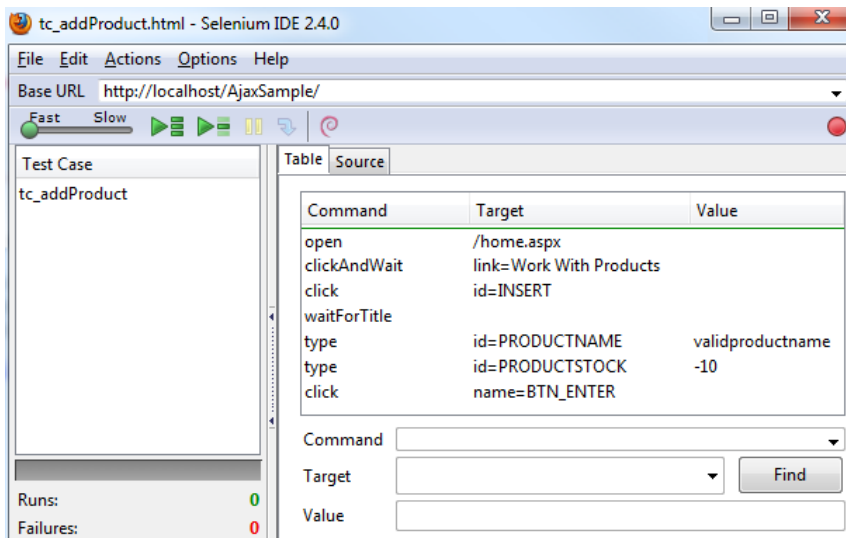 tc_addProduct.html - Selenium IDE 2.4.0
File Edit Actions Options Help
Base URL http://localhost/AjaxSample/
Fast Slow
Test Case
tc_addProduct
Runs: 0
Failures: 0
Table Source
Command Target Value
open /home.aspx
clickAndWait link=Work With Products
click id=INSERT
waitForTitle
type id=PRODUCTNAME validproductname
type id=PRODUCTSTOCK -10
click name=BTN_ENTER
Command
Target Find
Value